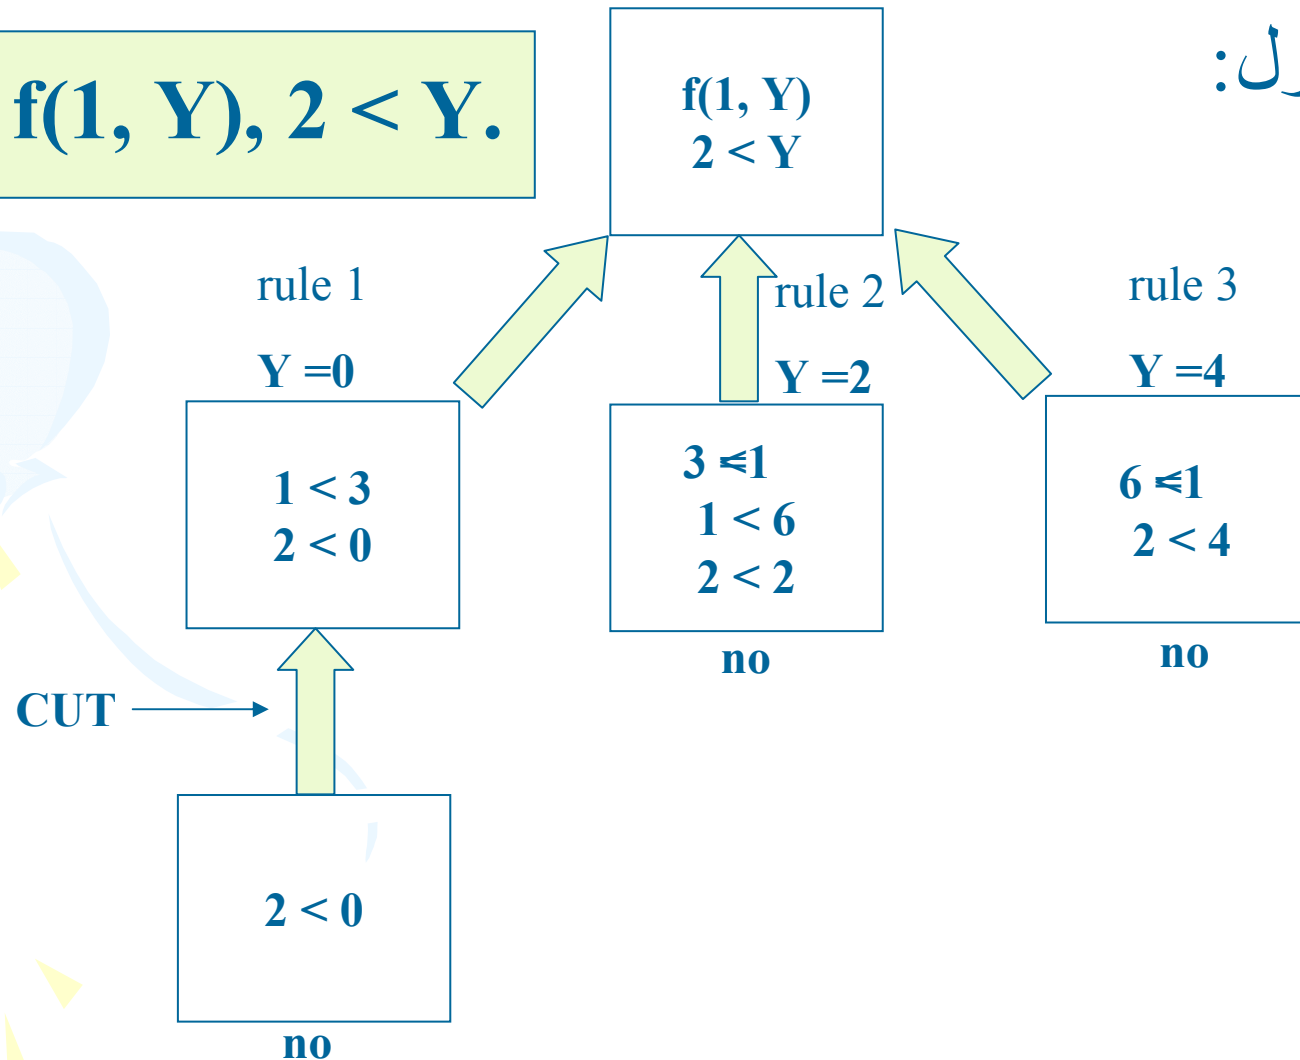 f(1, Y), 2 < Y.
f(1, Y)
2 < Y
rule 1
Y =0
rule 2
Y =2
rule 3
Y =4
1 < 3
2 < 0
3 =<1
1 < 6
2 < 2
no
6 =<1
2 < 4
no
CUT
2 < 0
no